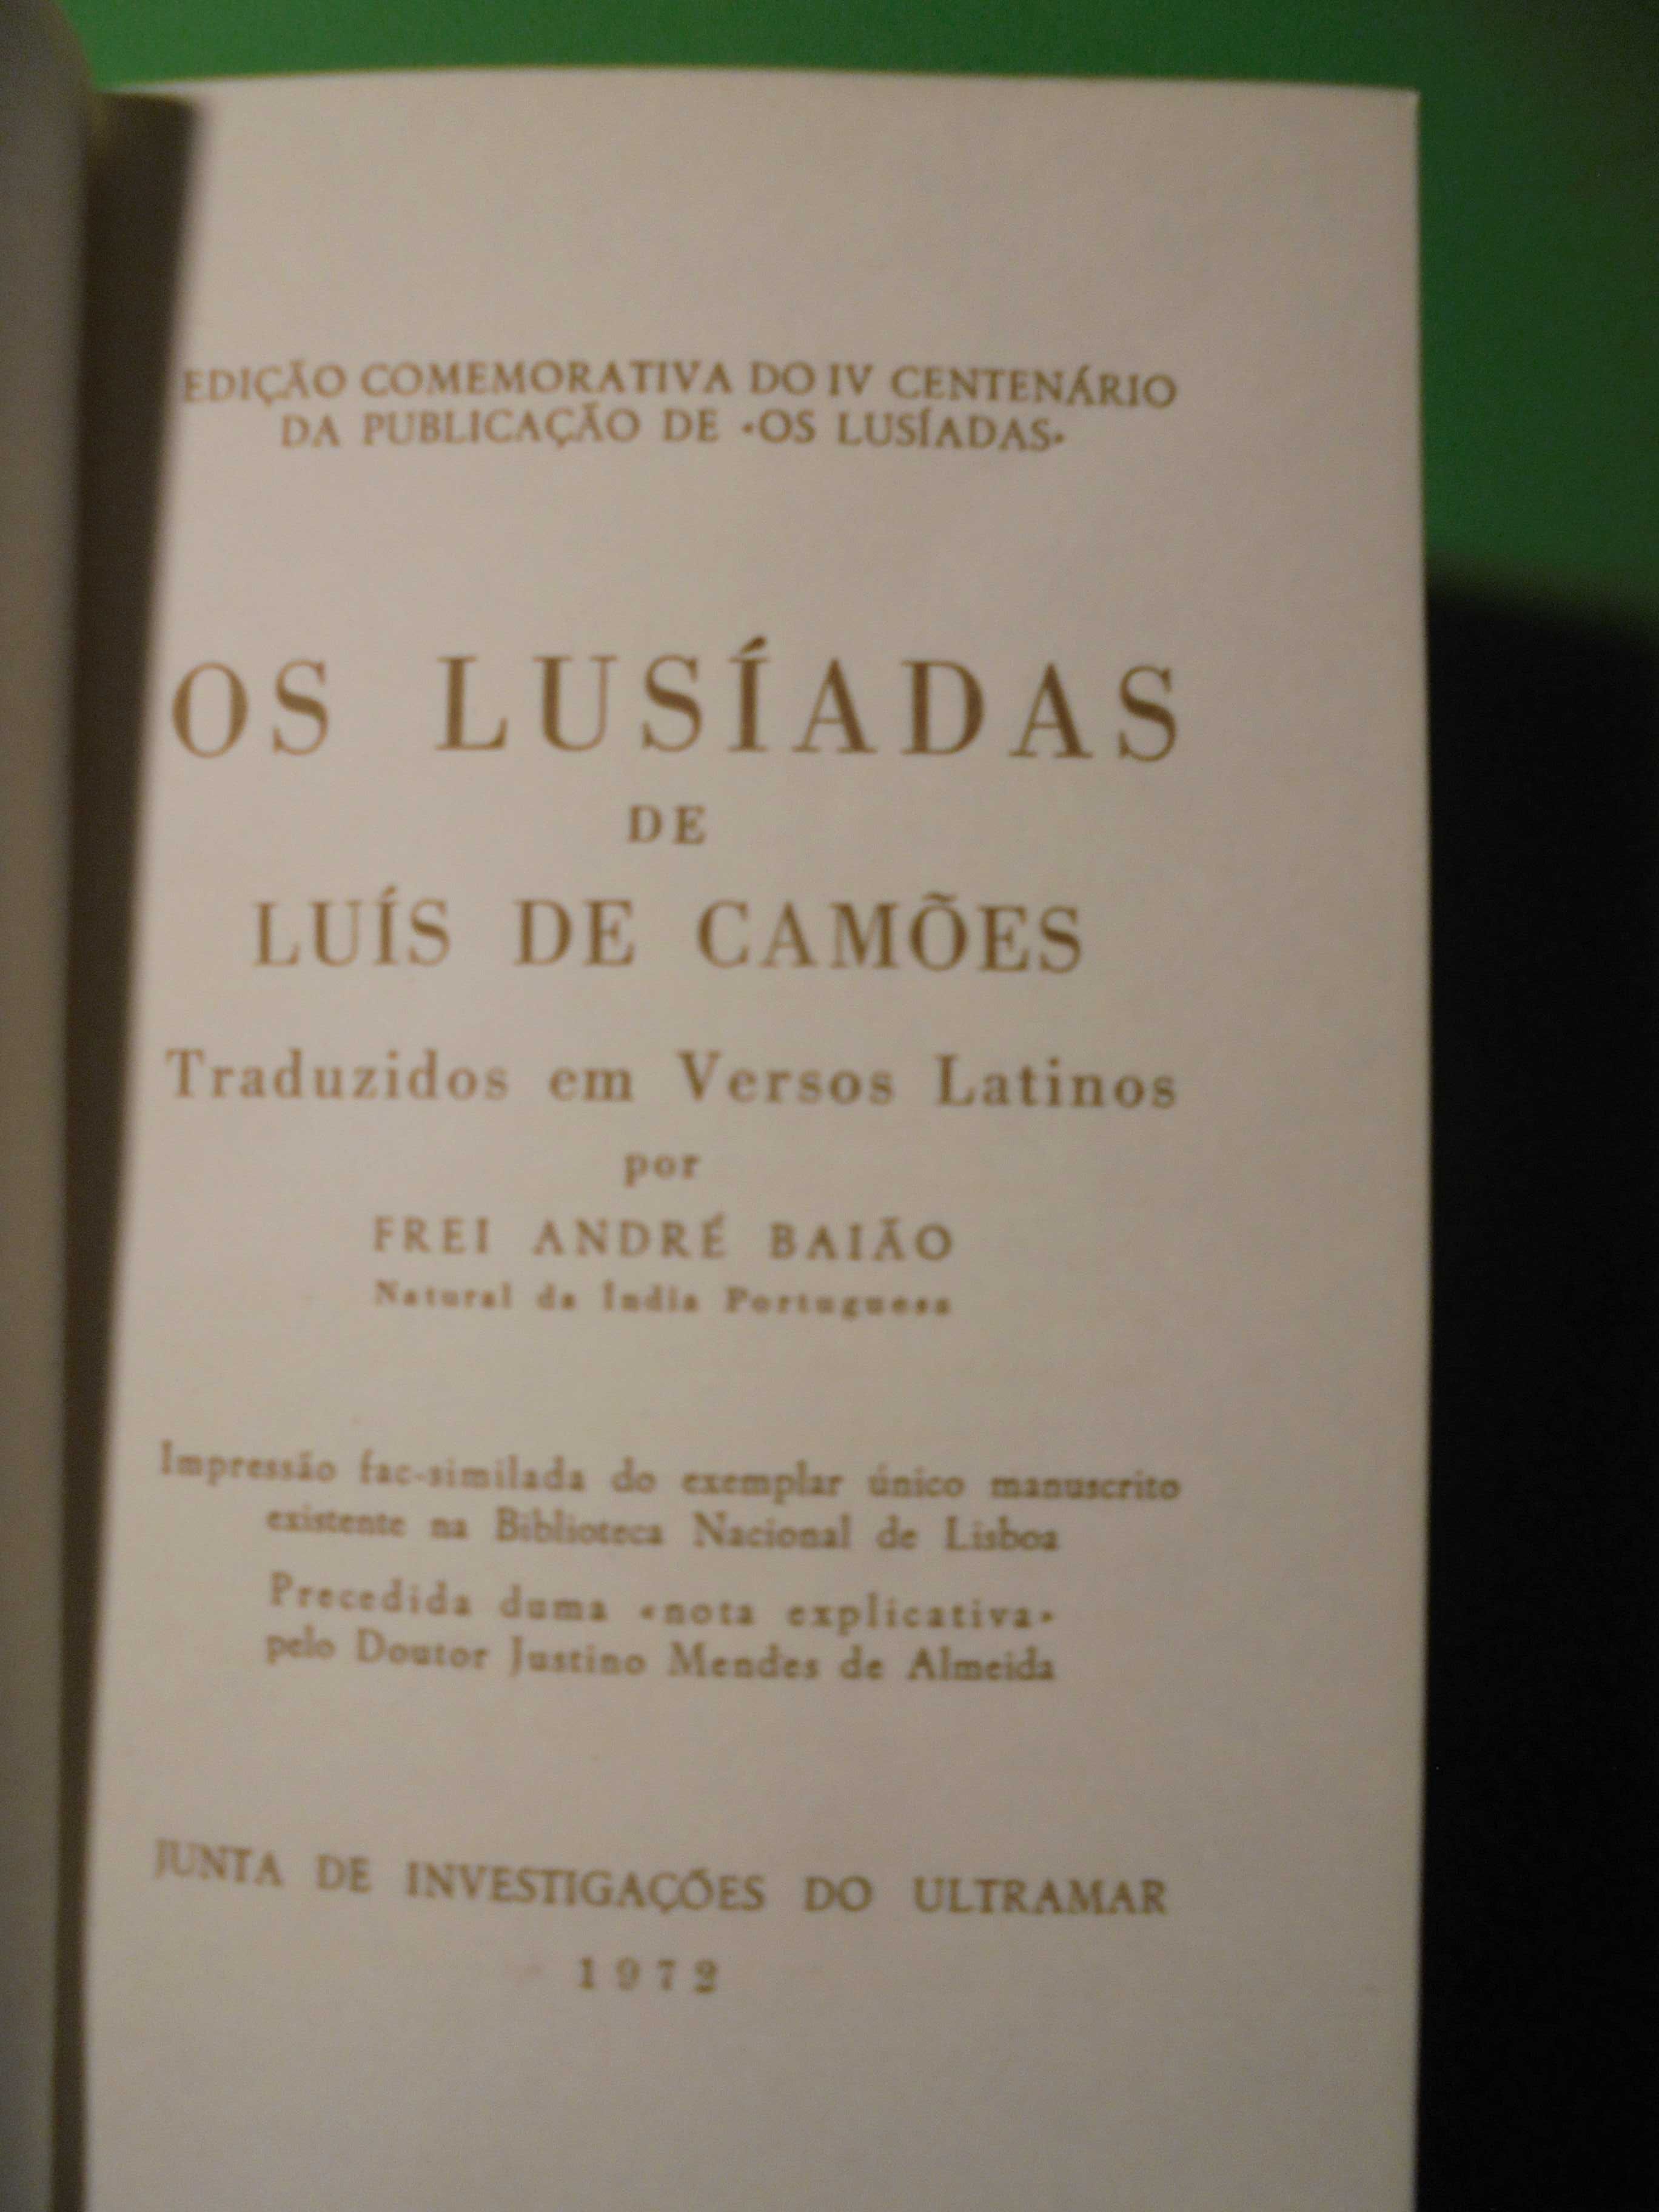 EDIÇÃO COMEMORATIVA DO IV CENTENÁRIO
DA PUBLICAÇÃO DE «OS LUSÍADAS»
OS LUSÍADAS
DE
LUÍS DE CAMÕES
Traduzidos em Versos Latinos
por
FREI ANDRÉ BAIÃO
Natural da Índia Portuguesa
Impressão fac-similada do exemplar único manuscrito
existente na Biblioteca Nacional de Lisboa
Precedida duma «nota explicativa»
pelo Doutor Justino Mendes de Almeida
JUNTA DE INVESTIGAÇÕES DO ULTRAMAR
1972